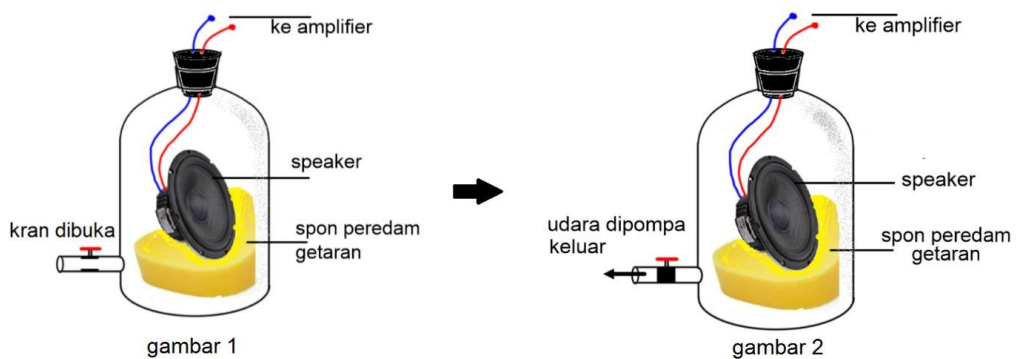 ke amplifier
speaker
kran dibuka
spon peredam
getaran
gambar 1
ke amplifier
speaker
udara dipompa
keluar
spon peredam
getaran
gambar 2